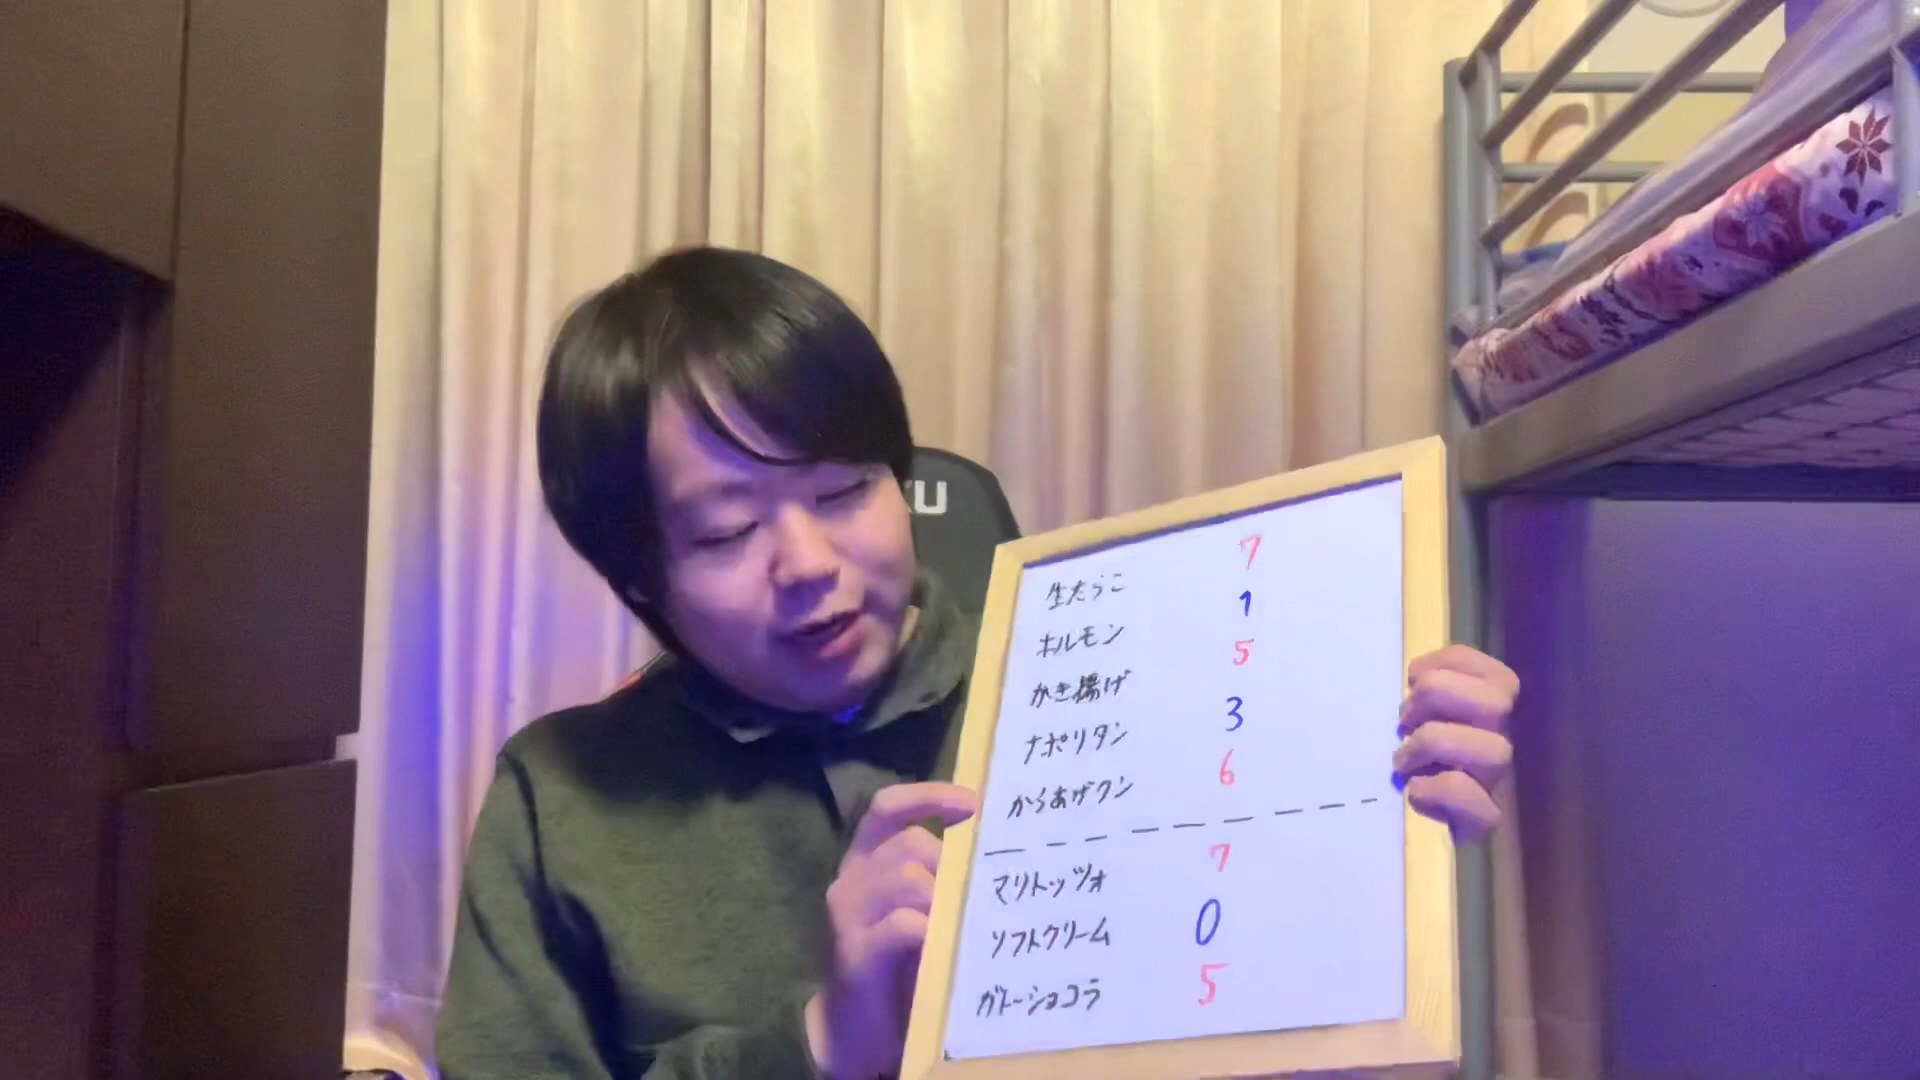 KU
生たらこ 7
ホルモン 1
かき揚げ 5
ナポリタン 3
からあげクン 6
マリトッツォ 7
ソフトクリーム 0
ガトーショコラ 5